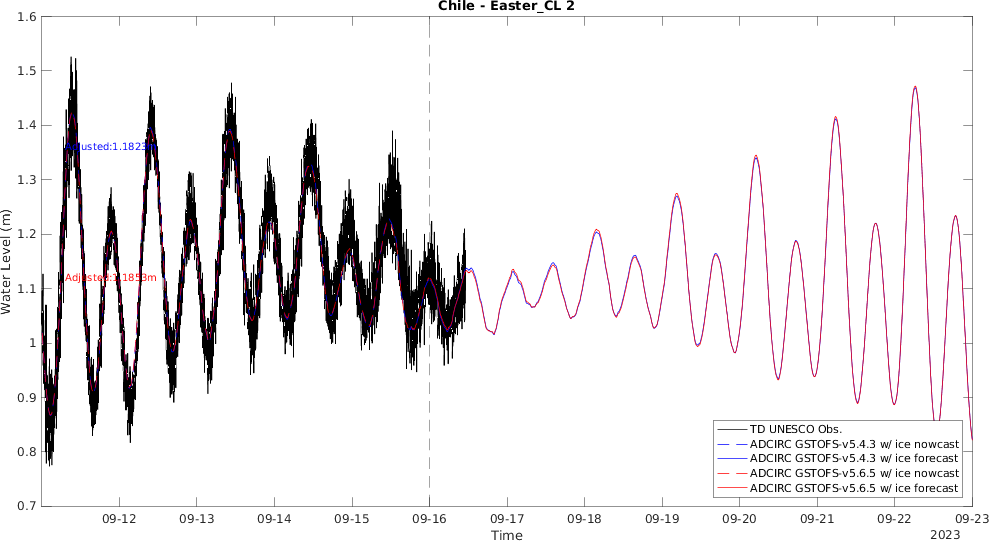 Chile - Easter_CL 2
1.6
1.5
1.4
1.3
1.2
1.1
1
0.9
0.8
0.7
Water Level (m)
Adjusted:1.1823m
Adjusted:1.1853m
TD UNESCO Obs.
ADCIRC GSTOFS-v5.4.3 w/ ice nowcast
ADCIRC GSTOFS-v5.4.3 w/ ice forecast
ADCIRC GSTOFS-v5.6.5 w/ ice nowcast
ADCIRC GSTOFS-v5.6.5 w/ ice forecast
09-12 09-13 09-14 09-15 09-16 09-17 09-18 09-19 09-20 09-21 09-22 09-23
Time
2023